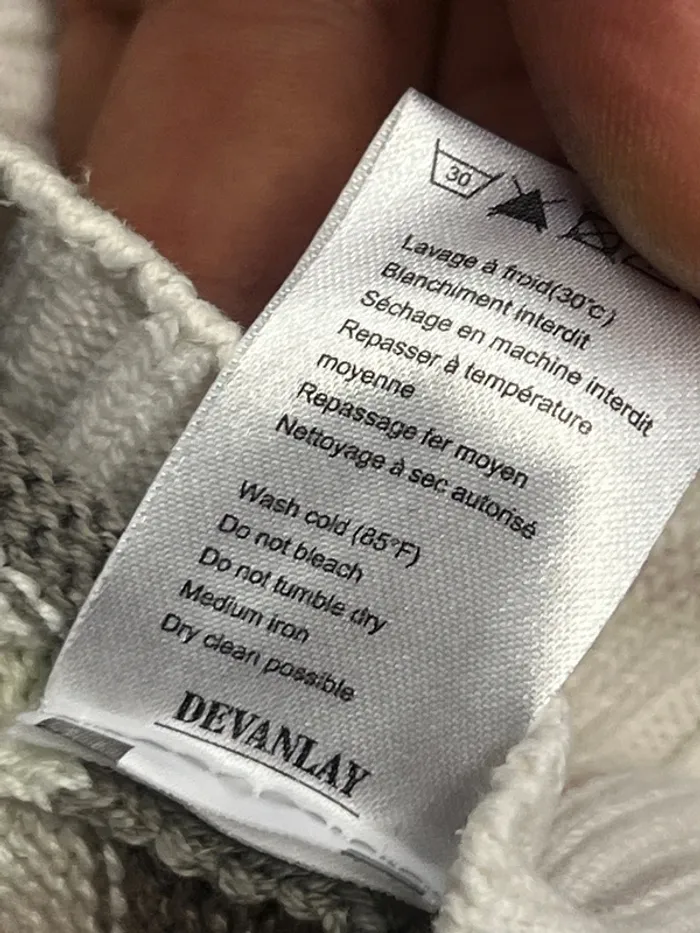 30
Lavage à froid(30°c)
Blanchiment interdit
Séchage en machine interdit
Repasser à température
moyenne
Repassage fer moyen
Nettoyage à sec autorisé
Wash cold (85°F)
Do not bleach
Do not tumble dry
Medium iron
Dry clean possible
DEVANLAY